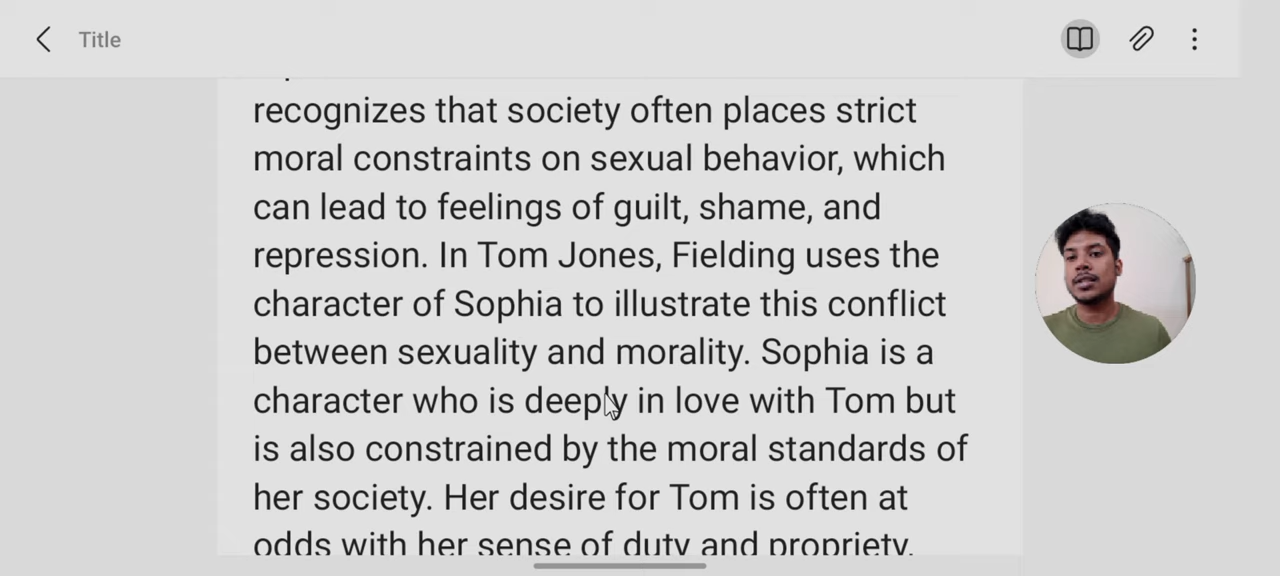 Title
recognizes that society often places strict
moral constraints on sexual behavior, which
can lead to feelings of guilt, shame, and
repression. In Tom Jones, Fielding uses the
character of Sophia to illustrate this conflict
between sexuality and morality. Sophia is a
character who is deeply in love with Tom but
is also constrained by the moral standards of
her society. Her desire for Tom is often at
odds with her sense of duty and propriety.